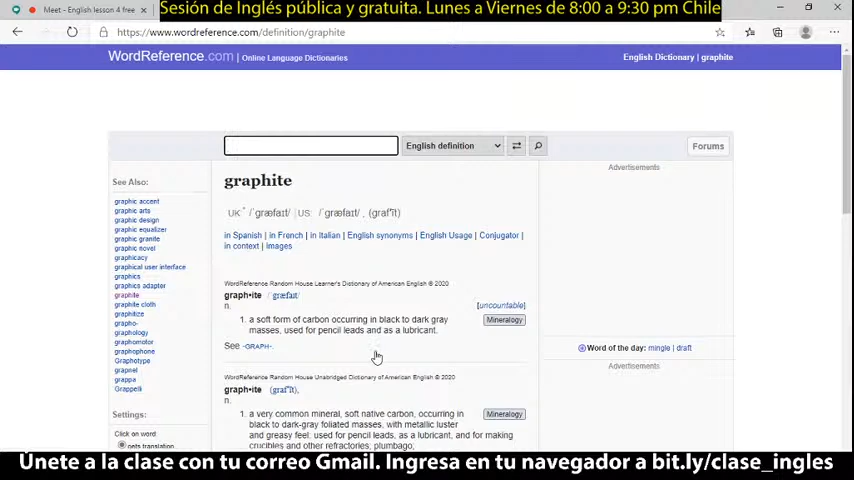 Sesión de Inglés pública y gratuita. Lunes a Viernes de 8:00 a 9:30 pm Chile
Meet - English lesson 4 free
https://www.wordreference.com/definition/graphite
WordReference.com | Online Language Dictionaries
English Dictionary | graphite
English definition
Forums
See Also:
graphic accent
graphic arts
graphic design
graphic equalizer
graphic granite
graphic novel
graphicacy
graphical user interface
graphics
graphics adapter
graphite
graphite cloth
graphitize
grapho-
graphology
graphomotor
graphophone
Graphotype
grapnel
grappa
Grappelli
Settings:
Click on word
gets translation
graphite
UK /ˈgræfaɪt/ US: /ˈgræfaɪt/ , (grafˈīt)
in Spanish | in French | in Italian | English synonyms | English Usage | Conjugator |
in context | images
WordReference Random House Learner's Dictionary of American English © 2020
graph•ite /ˈgræfaɪt/
n. [uncountable]
1. a soft form of carbon occurring in black to dark gray Mineralogy
masses, used for pencil leads and as a lubricant.
See -GRAPH-.
WordReference Random House Unabridged Dictionary of American English © 2020
graph•ite (grafˈīt),
n.
1. a very common mineral, soft native carbon, occurring in Mineralogy
black to dark-gray foliated masses, with metallic luster
and greasy feel: used for pencil leads, as a lubricant, and for making
crucibles and other refractories; plumbago;
Advertisements
Word of the day: mingle | draft
Advertisements
Únete a la clase con tu correo Gmail. Ingresa en tu navegador a bit.ly/clase_ingles